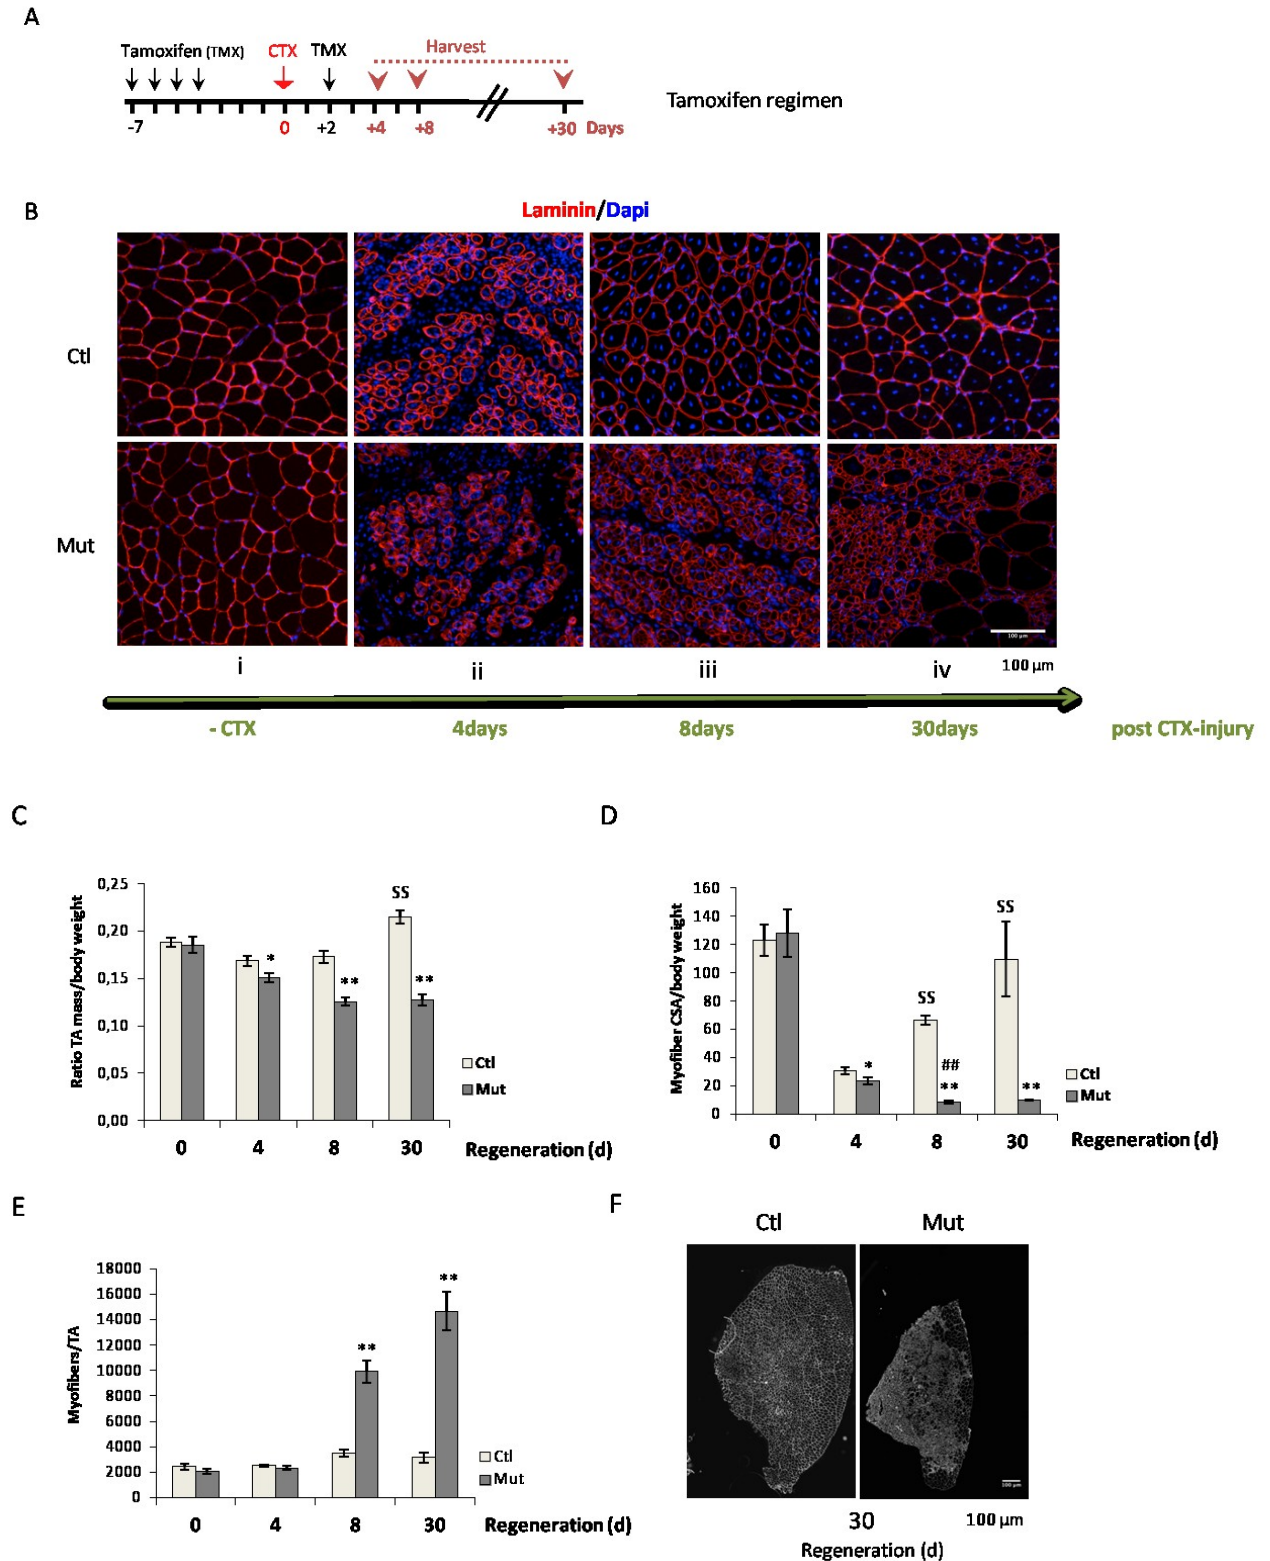 A
Tamoxifen (TMX) CTX TMX Harvest
Tamoxifen regimen
-7 0 +2 +4 +8 +30 Days
B
Laminin/Dapi
Ctl
Mut
100 µm
i ii iii iv 100 µm
- CTX 4days 8days 30days post CTX-injury
C
Ratio TA mass/body weight
0,25
0,20
0,15
0,10
0,05
0,00
* ** SS **
Ctl
Mut
0 4 8 30 Regeneration (d)
D
Myofiber CSA/body weight
160
140
120
100
80
60
40
20
0
* SS ## ** SS **
Ctl
Mut
0 4 8 30 Regeneration (d)
E
Myofibers/TA
18000
16000
14000
12000
10000
8000
6000
4000
2000
0
** **
Ctl
Mut
0 4 8 30 Regeneration (d)
F
Ctl Mut
100 µm
30 100 µm
Regeneration (d)